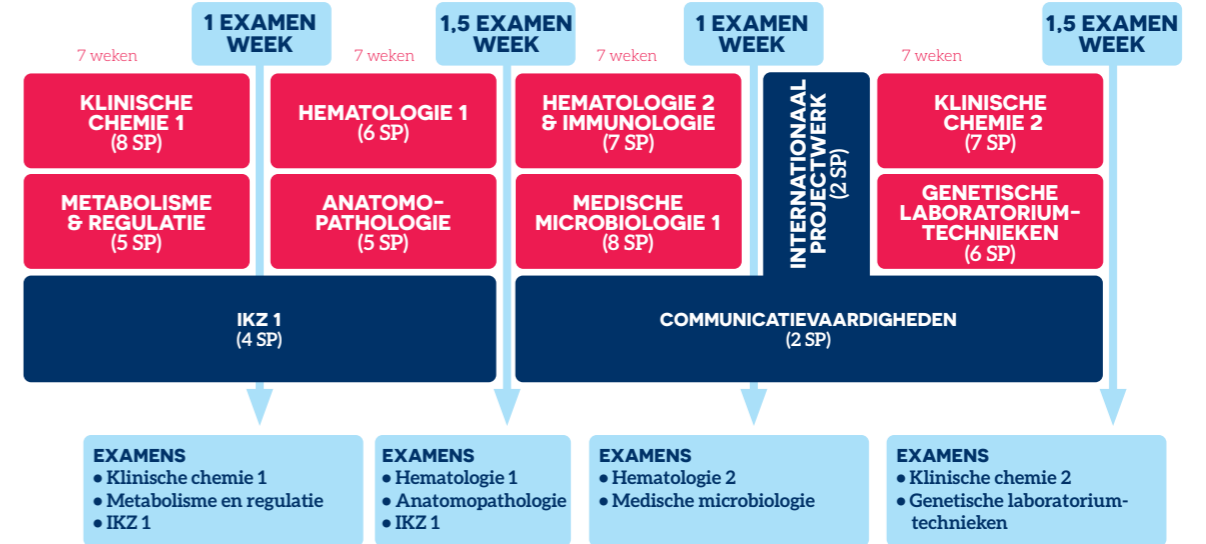 1 EXAMEN
WEEK
1,5 EXAMEN
WEEK
1 EXAMEN
WEEK
1,5 EXAMEN
WEEK
7 weken
7 weken
7 weken
7 weken
KLINISCHE
CHEMIE 1
(8 SP)
HEMATOLOGIE 1
(6 SP)
HEMATOLOGIE 2
& IMMUNOLOGIE
(7 SP)
INTERNATIONAAL
PROJECTWERK
(2 SP)
KLINISCHE
CHEMIE 2
(7 SP)
METABOLISME
& REGULATIE
(5 SP)
ANATOMO-
PATHOLOGIE
(5 SP)
MEDISCHE
MICROBIOLOGIE 1
(8 SP)
GENETISCHE
LABORATORIUM-
TECHNIEKEN
(6 SP)
IKZ 1
(4 SP)
COMMUNICATIEVAARDIGHEDEN
(2 SP)
EXAMENS
• Klinische chemie 1
• Metabolisme en regulatie
• IKZ 1
EXAMENS
• Hematologie 1
• Anatomopathologie
• IKZ 1
EXAMENS
• Hematologie 2
• Medische microbiologie
EXAMENS
• Klinische chemie 2
• Genetische laboratorium-
technieken